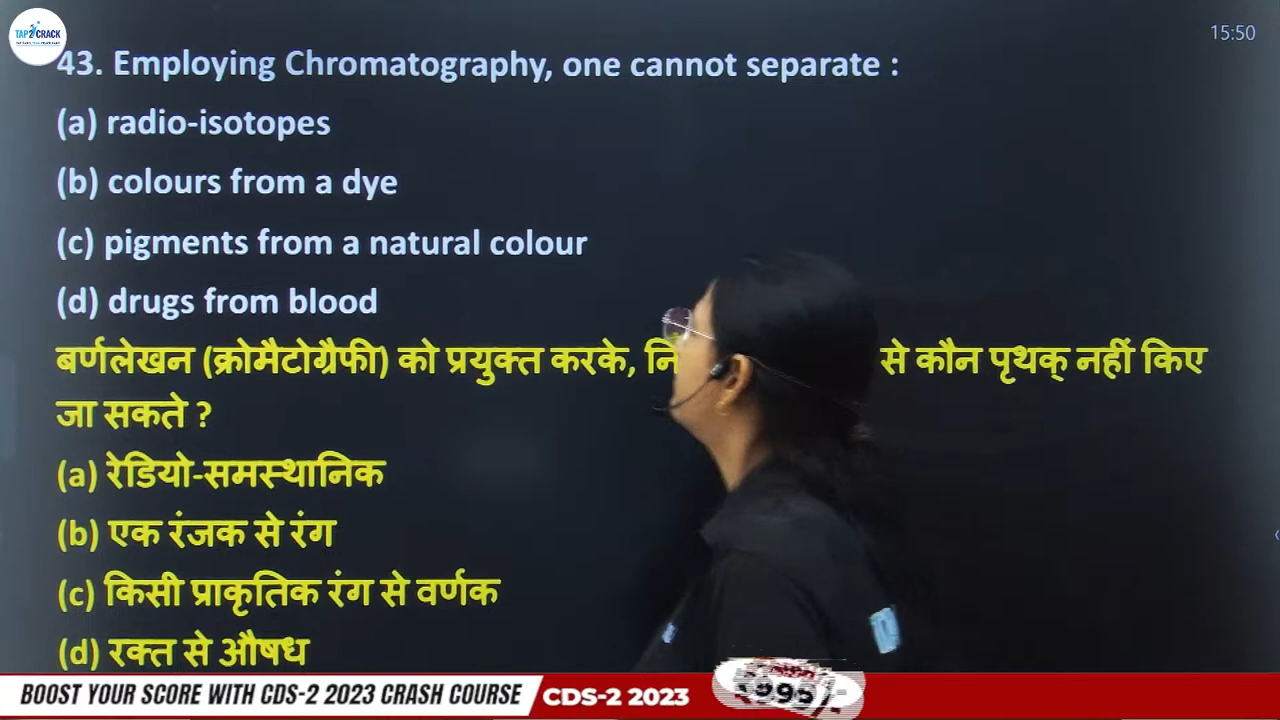 TAP2CRACK
15:50
43. Employing Chromatography, one cannot separate :
(a) radio-isotopes
(b) colours from a dye
(c) pigments from a natural colour
(d) drugs from blood
बर्णलेखन (क्रोमैटोग्रैफी) को प्रयुक्त करके, नि से कौन पृथक् नहीं किए
जा सकते ?
(a) रेडियो-समस्थानिक
(b) एक रंजक से रंग
(c) किसी प्राकृतिक रंग से वर्णक
(d) रक्त से औषध
BOOST YOUR SCORE WITH CDS-2 2023 CRASH COURSE
CDS-2 2023